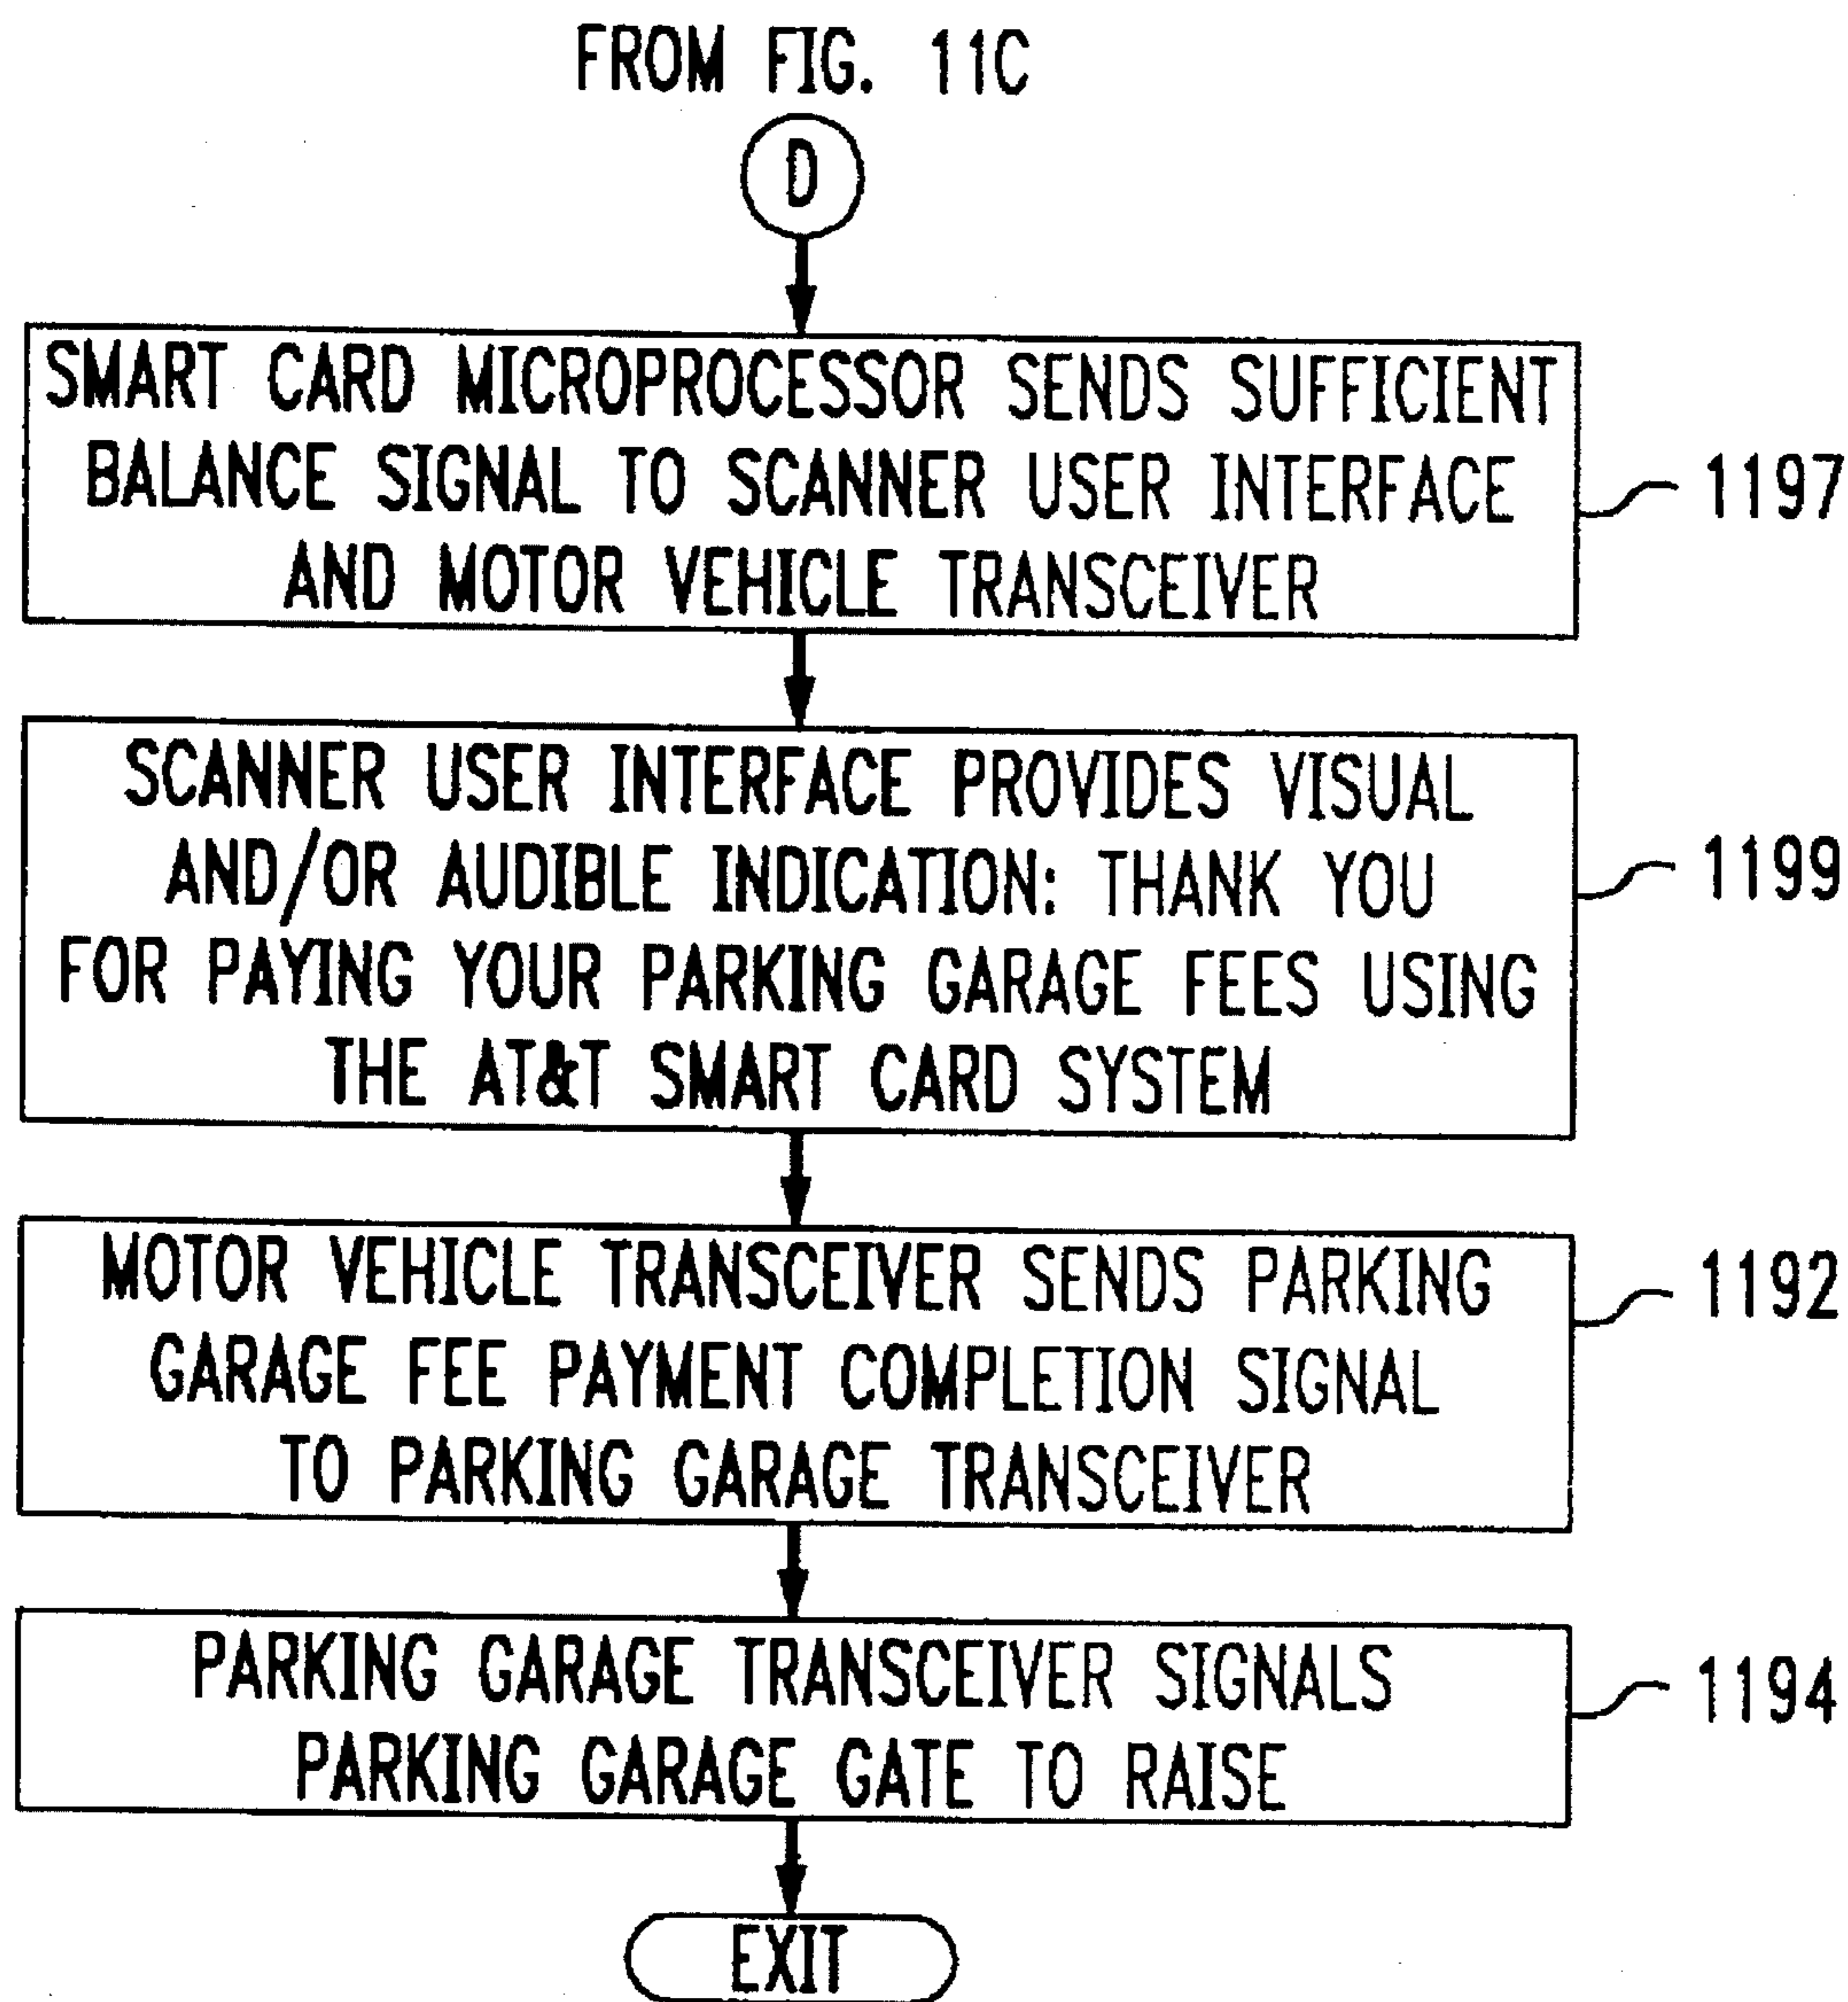 FROM FIG. 11C
D
SMART CARD MICROPROCESSOR SENDS SUFFICIENT
BALANCE SIGNAL TO SCANNER USER INTERFACE
AND MOTOR VEHICLE TRANSCEIVER
1197
SCANNER USER INTERFACE PROVIDES VISUAL
AND/OR AUDIBLE INDICATION: THANK YOU
FOR PAYING YOUR PARKING GARAGE FEES USING
THE AT&T SMART CARD SYSTEM
1199
MOTOR VEHICLE TRANSCEIVER SENDS PARKING
GARAGE FEE PAYMENT COMPLETION SIGNAL
TO PARKING GARAGE TRANSCEIVER
1192
PARKING GARAGE TRANSCEIVER SIGNALS
PARKING GARAGE GATE TO RAISE
1194
EXIT